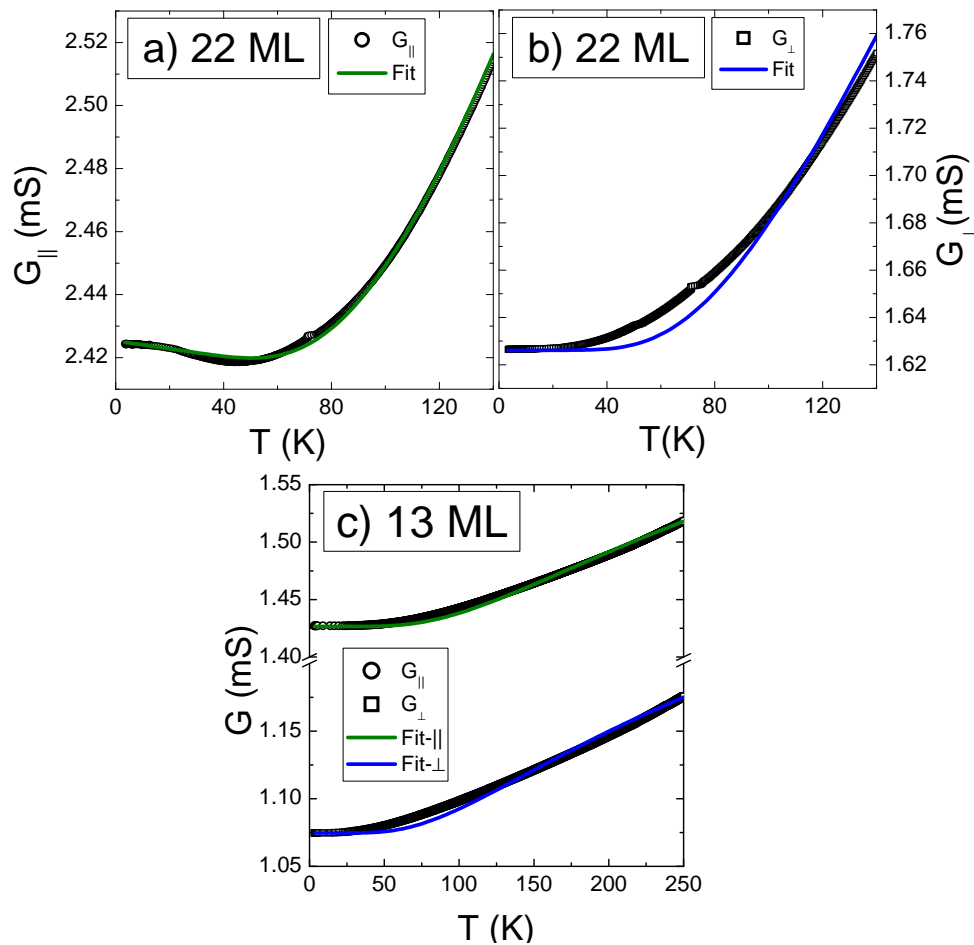 a) 22 ML
G||
Fit
2.52
2.50
2.48
2.46
2.44
2.42
G|| (mS)
0
40
80
120
T (K)
b) 22 ML
G⊥
Fit
1.76
1.74
1.72
1.70
1.68
1.66
1.64
1.62
G⊥ (mS)
0
40
80
120
T(K)
c) 13 ML
1.55
1.50
1.45
1.40
1.15
1.10
1.05
G (mS)
G||
G⊥
Fit-||
Fit-⊥
0
50
100
150
200
250
T (K)